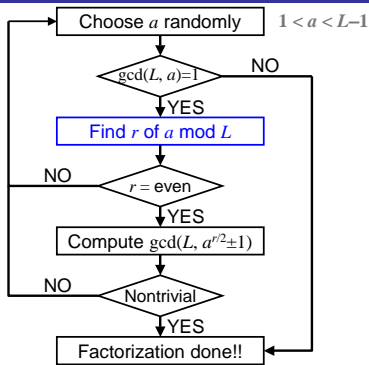 Choose a randomly 1 < a < L−1
gcd(L, a)=1 NO
YES
Find r of a mod L
NO r = even
YES
Compute gcd(L, a^{r/2}±1)
NO Nontrivial
YES
Factorization done!!